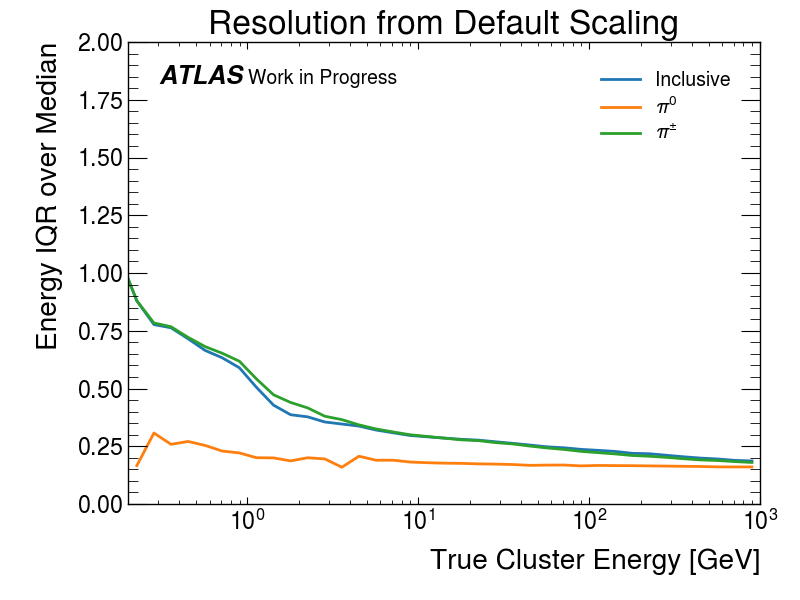 Resolution from Default Scaling
ATLAS Work in Progress
Inclusive
π⁰
π±
Energy IQR over Median
2.00
1.75
1.50
1.25
1.00
0.75
0.50
0.25
0.00
10⁰ 10¹ 10² 10³
True Cluster Energy [GeV]